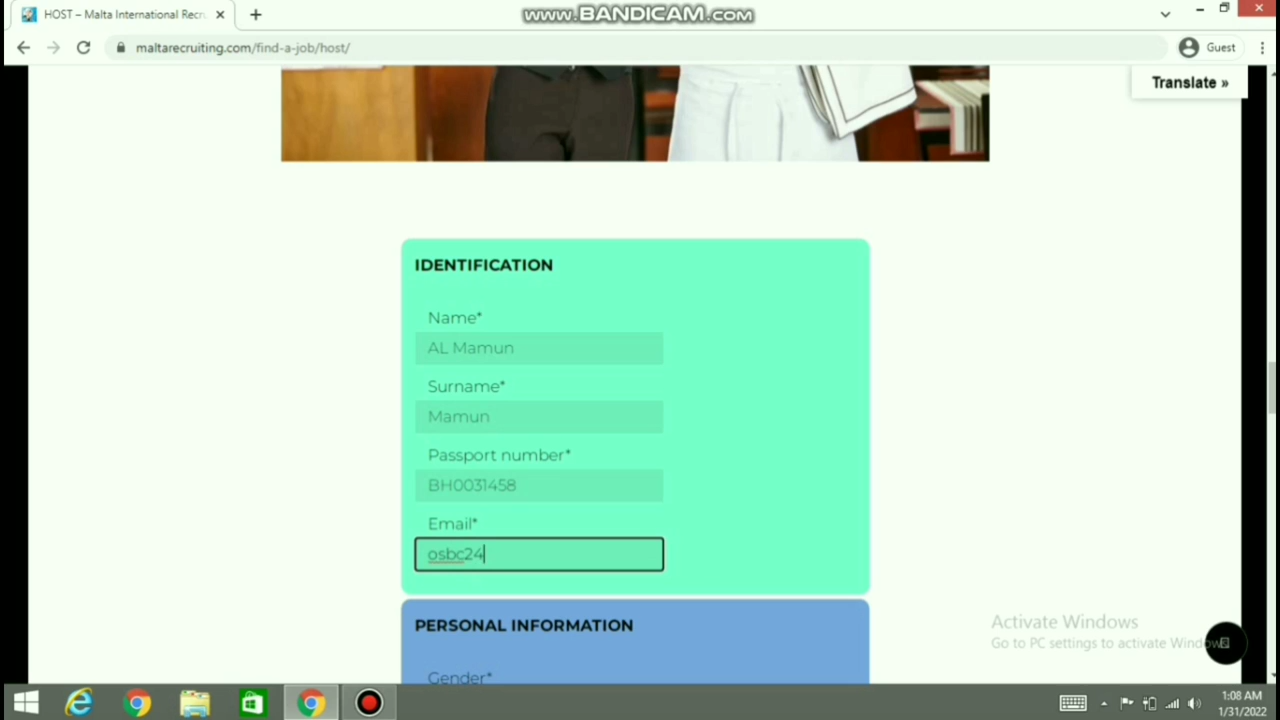 HOST – Malta International Recru
www.BANDICAM.com
maltarecruiting.com/find-a-job/host/
Guest
Translate »
IDENTIFICATION
Name*
AL Mamun
Surname*
Mamun
Passport number*
BH0031458
Email*
osbc24
PERSONAL INFORMATION
Gender*
Activate Windows
Go to PC settings to activate Windows
1:08 AM
1/31/2022